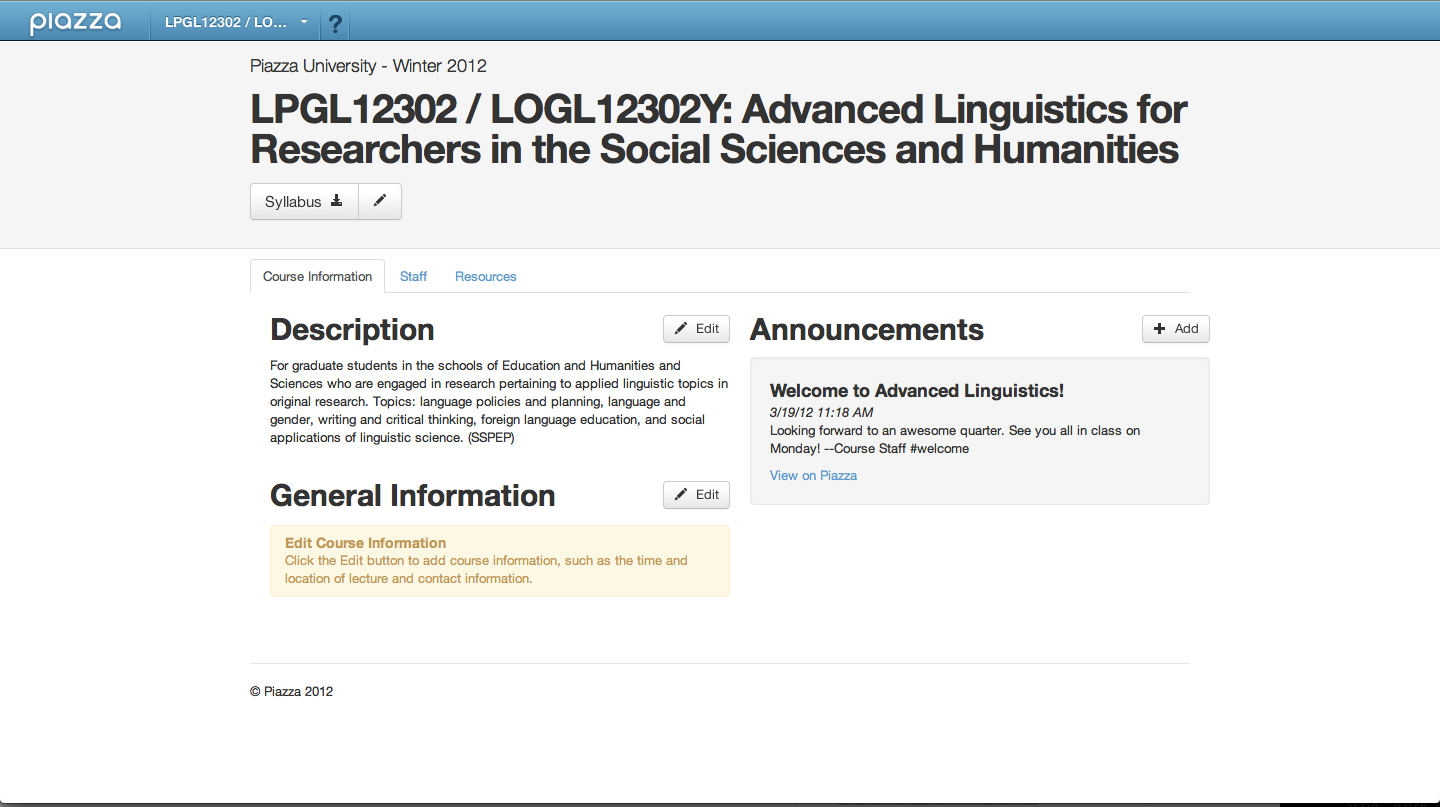 piazza
LPGL12302 / LO...
?
Piazza University - Winter 2012
LPGL12302 / LOGL12302Y: Advanced Linguistics for
Researchers in the Social Sciences and Humanities
Syllabus
Course Information
Staff
Resources
Description
Edit
For graduate students in the schools of Education and Humanities and
Sciences who are engaged in research pertaining to applied linguistic topics in
original research. Topics: language policies and planning, language and
gender, writing and critical thinking, foreign language education, and social
applications of linguistic science. (SSPEP)
General Information
Edit
Edit Course Information
Click the Edit button to add course information, such as the time and
location of lecture and contact information.
Announcements
Add
Welcome to Advanced Linguistics!
3/19/12 11:18 AM
Looking forward to an awesome quarter. See you all in class on
Monday! --Course Staff #welcome
View on Piazza
© Piazza 2012